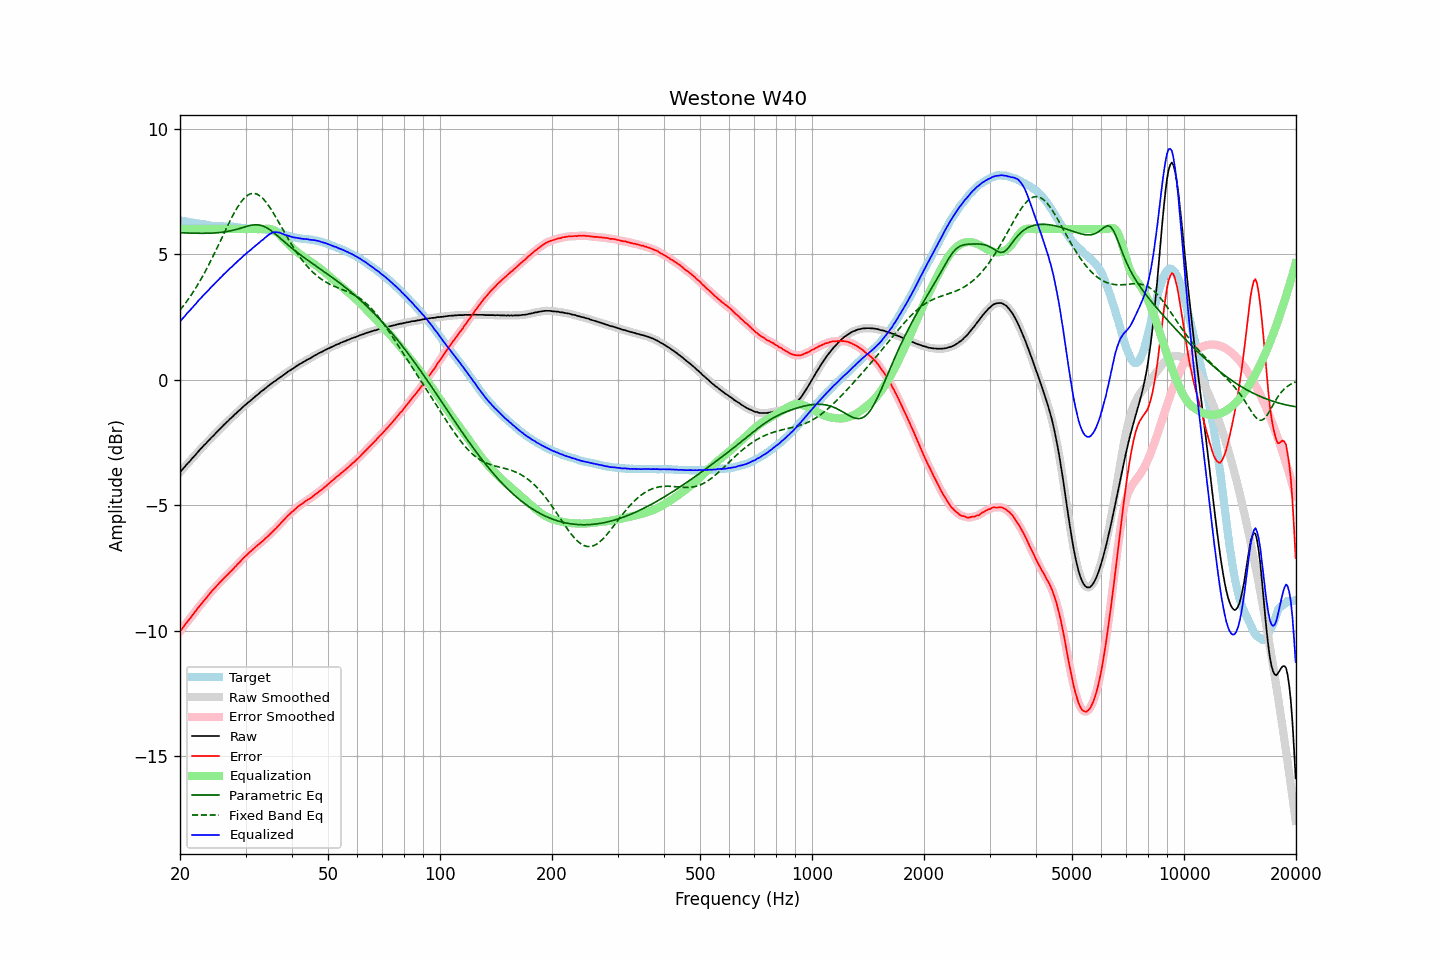 Westone W40
10
5
0
−5
−10
−15
Amplitude (dBr)
Target
Raw Smoothed
Error Smoothed
Raw
Error
Equalization
Parametric Eq
Fixed Band Eq
Equalized
20 50 100 200 500 1000 2000 5000 10000 20000
Frequency (Hz)